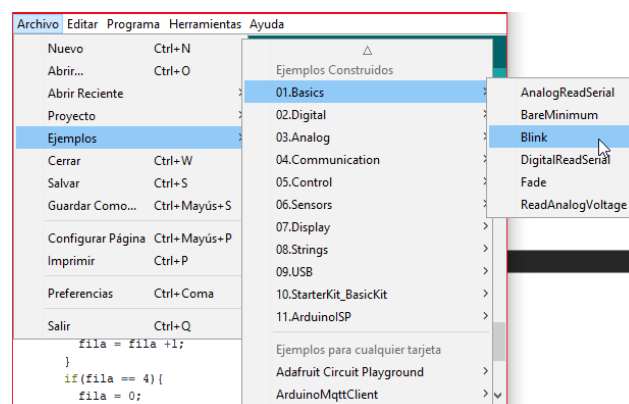 Archivo Editar Programa Herramientas Ayuda
Nuevo Ctrl+N
Abrir... Ctrl+O
Abrir Reciente
Proyecto
Ejemplos
Cerrar Ctrl+W
Salvar Ctrl+S
Guardar Como... Ctrl+Mayús+S
Configurar Página Ctrl+Mayús+P
Imprimir Ctrl+P
Preferencias Ctrl+Coma
Salir Ctrl+Q
fila = fila +1;
}
if(fila == 4){
fila = 0;
Ejemplos Construidos
01.Basics
02.Digital
03.Analog
04.Communication
05.Control
06.Sensors
07.Display
08.Strings
09.USB
10.StarterKit_BasicKit
11.ArduinoISP
Ejemplos para cualquier tarjeta
Adafruit Circuit Playground
ArduinoMqttClient
AnalogReadSerial
BareMinimum
Blink
DigitalReadSerial
Fade
ReadAnalogVoltage